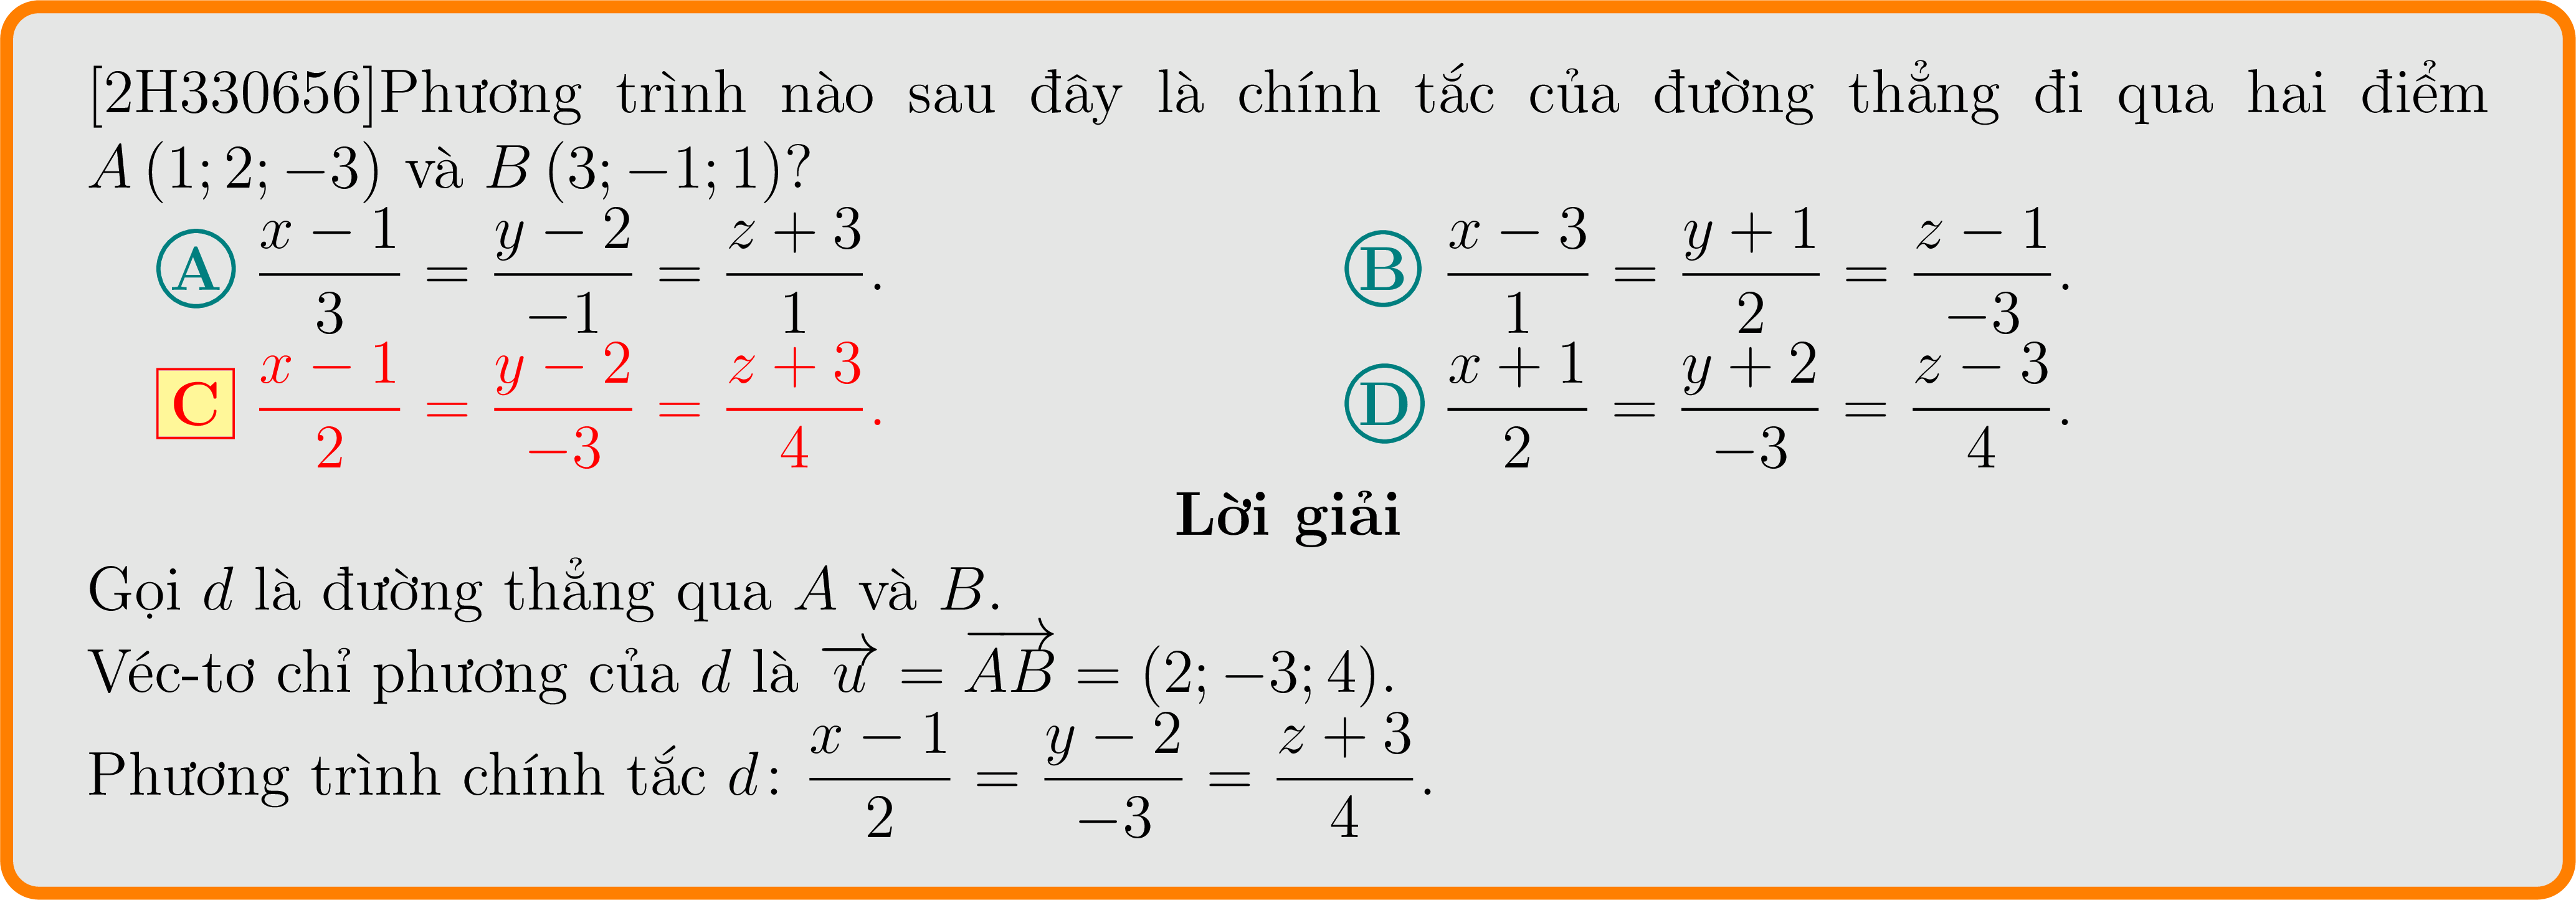 [2H330656]Phương trình nào sau đây là chính tắc của đường thẳng đi qua hai điểm
A (1; 2; −3) và B (3; −1; 1)?
A $\frac{x-1}{3} = \frac{y-2}{-1} = \frac{z+3}{1}$. B $\frac{x-3}{1} = \frac{y+1}{2} = \frac{z-1}{-3}$.
C $\frac{x-1}{2} = \frac{y-2}{-3} = \frac{z+3}{4}$. D $\frac{x+1}{2} = \frac{y+2}{-3} = \frac{z-3}{4}$.
Lời giải
Gọi d là đường thẳng qua A và B.
Véc-tơ chỉ phương của d là $\overrightarrow{u} = \overrightarrow{AB} = (2; -3; 4)$.
Phương trình chính tắc d: $\frac{x-1}{2} = \frac{y-2}{-3} = \frac{z+3}{4}$.